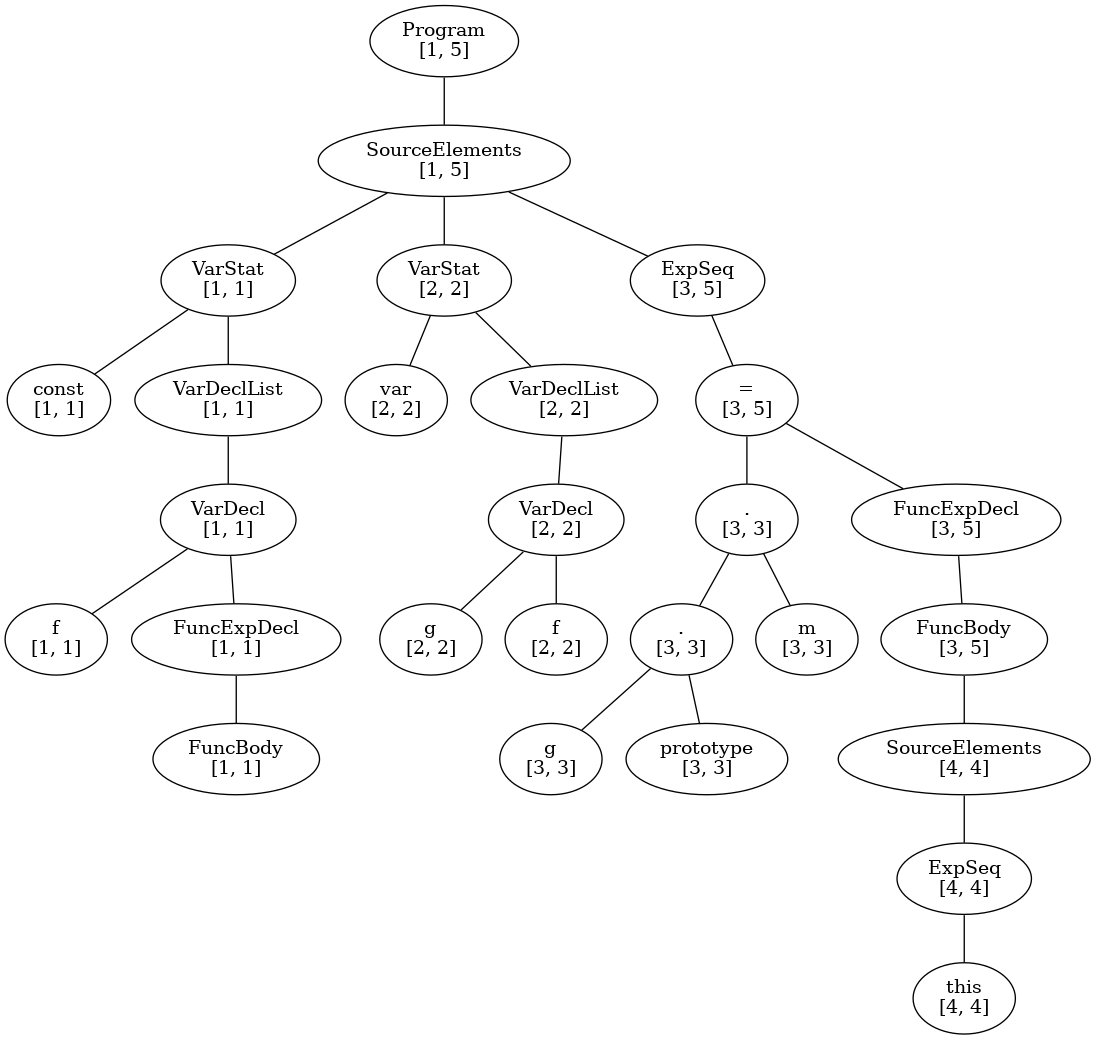 Program
[1, 5]
SourceElements
[1, 5]
VarStat
[1, 1]
VarStat
[2, 2]
ExpSeq
[3, 5]
const
[1, 1]
VarDeclList
[1, 1]
var
[2, 2]
VarDeclList
[2, 2]
=
[3, 5]
VarDecl
[1, 1]
VarDecl
[2, 2]
.
[3, 3]
FuncExpDecl
[3, 5]
f
[1, 1]
FuncExpDecl
[1, 1]
g
[2, 2]
f
[2, 2]
.
[3, 3]
m
[3, 3]
FuncBody
[3, 5]
FuncBody
[1, 1]
g
[3, 3]
prototype
[3, 3]
SourceElements
[4, 4]
ExpSeq
[4, 4]
this
[4, 4]